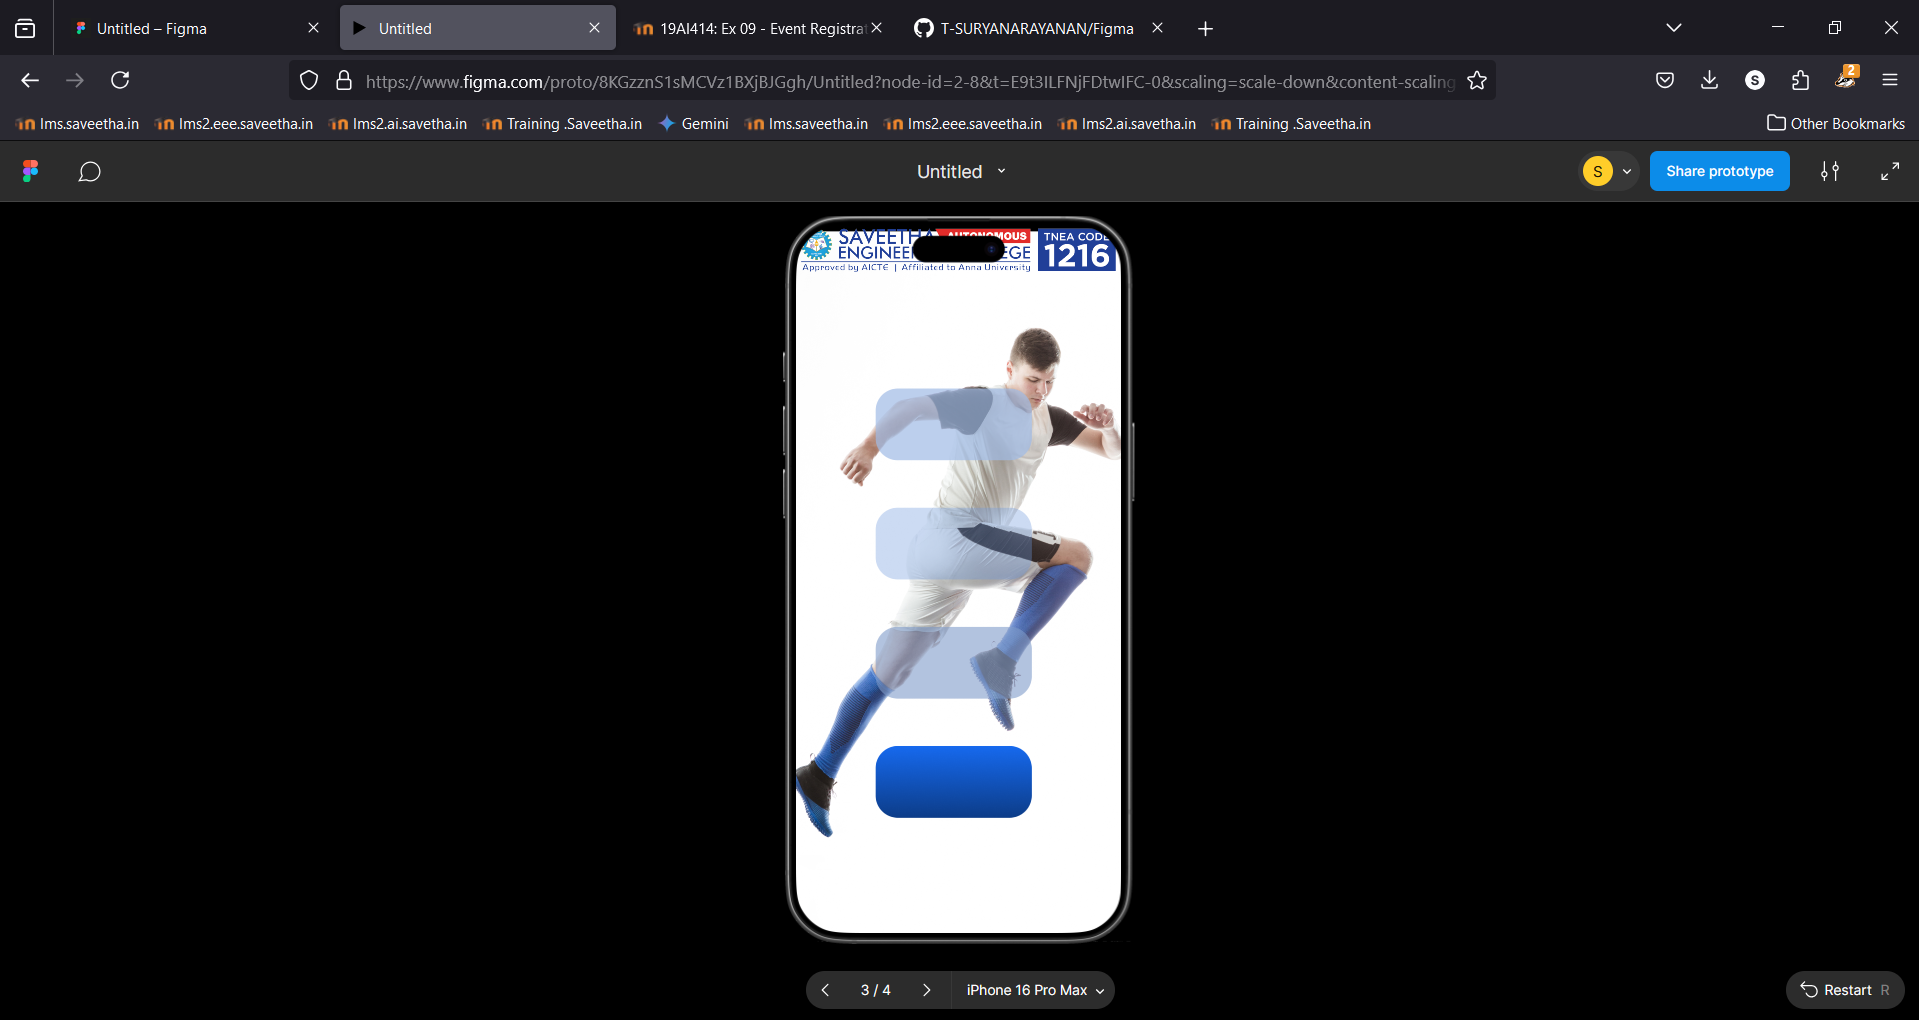 Untitled – Figma
Untitled
19AI414: Ex 09 - Event Registrat
T-SURYANARAYANAN/Figma
https://www.figma.com/proto/8KGzznS1sMCVz1BXjBJGgh/Untitled?node-id=2-8&t=E9t3ILFNjFDtwIFC-0&scaling=scale-down&content-scaling
S
2
lms.saveetha.in
lms2.eee.saveetha.in
lms2.ai.savetha.in
Training .Saveetha.in
Gemini
lms.saveetha.in
lms2.eee.saveetha.in
lms2.ai.savetha.in
Training .Saveetha.in
Other Bookmarks
Untitled
S
Share prototype
SAVEETHA
AUTONOMOUS
TNEA CODE
1216
Approved by AICTE | Affiliated to Anna University
3 / 4
iPhone 16 Pro Max
Restart R